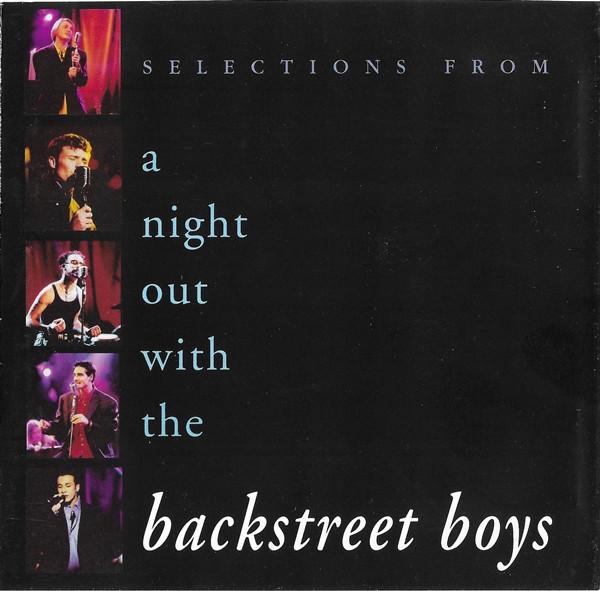 SELECTIONS FROM
a
night
out
with
the
backstreet boys